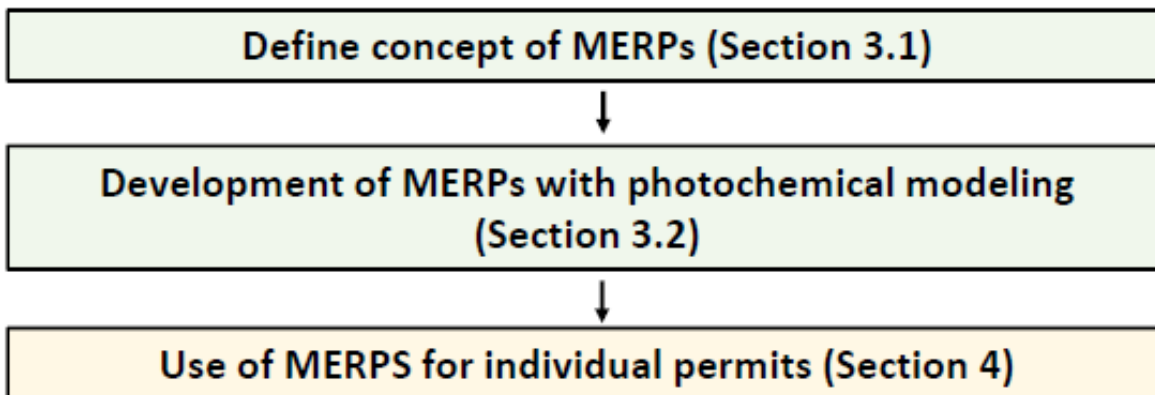 Define concept of MERPs (Section 3.1)
Development of MERPs with photochemical modeling
(Section 3.2)
Use of MERPS for individual permits (Section 4)